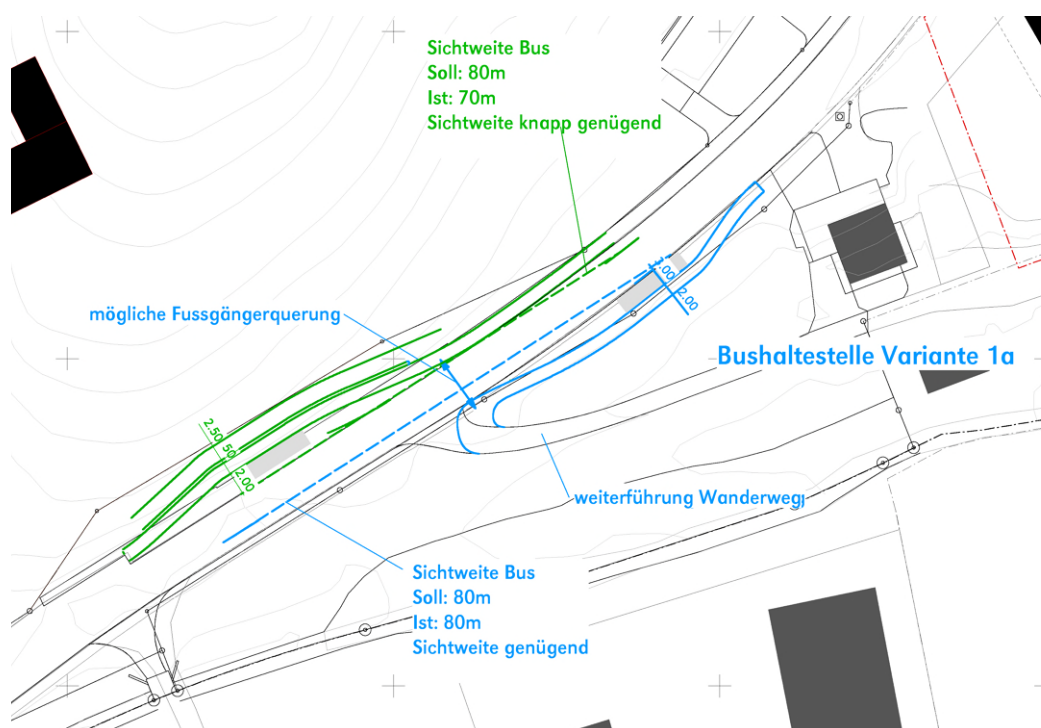 Sichtweite Bus
Soll: 80m
Ist: 70m
Sichtweite knapp genügend
mögliche Fussgängerquerung
3.00
2.00
Bushaltestelle Variante 1a
2.50
50
2.00
weiterführung Wanderweg
Sichtweite Bus
Soll: 80m
Ist: 80m
Sichtweite genügend